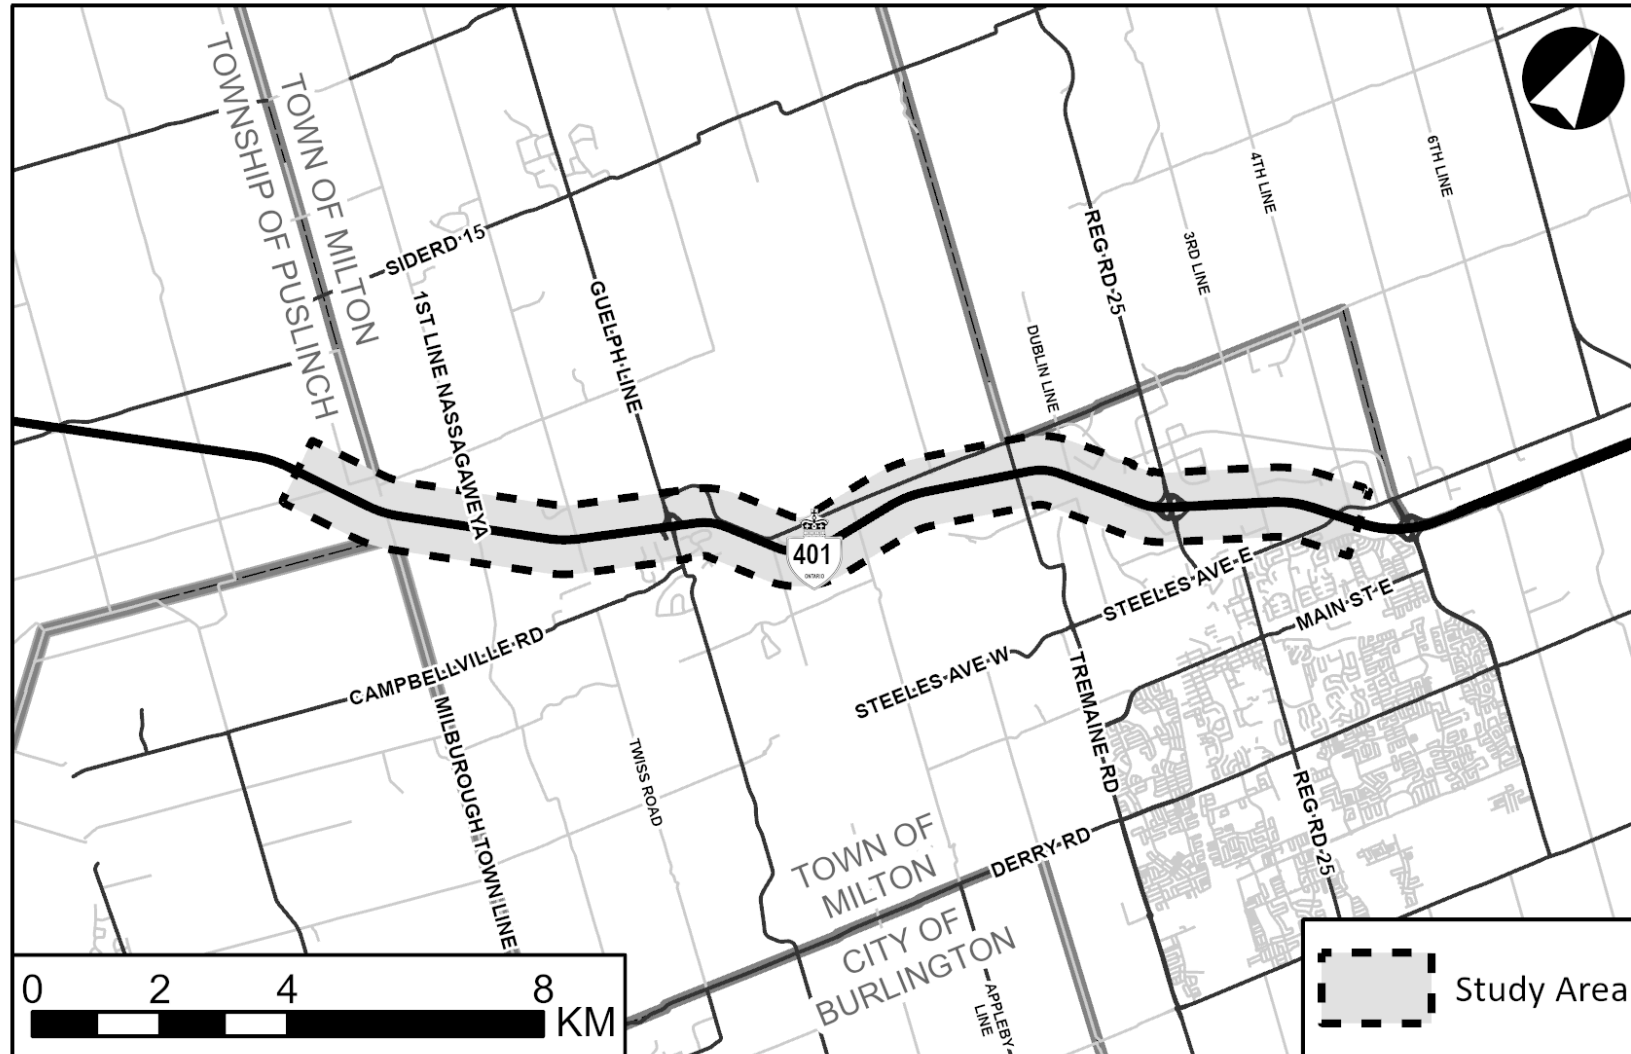 TOWNSHIP OF PUSLINCH
TOWN OF MILTON
SIDERD 15
1ST LINE NASSAGAWEYA
GUELPH LINE
REG RD 25
3RD LINE
4TH LINE
6TH LINE
DUBLIN LINE
401
ONTARIO
CAMPBELLVILLE RD
MILBOROUGH TOWN LINE
TWISS ROAD
STEELES AVE W
STEELES AVE E
MAIN ST E
TREMAINE RD
REG RD 25
DERRY RD
TOWN OF
MILTON
CITY OF
BURLINGTON
APPLEBY
LINE
0 2 4 8
KM
Study Area